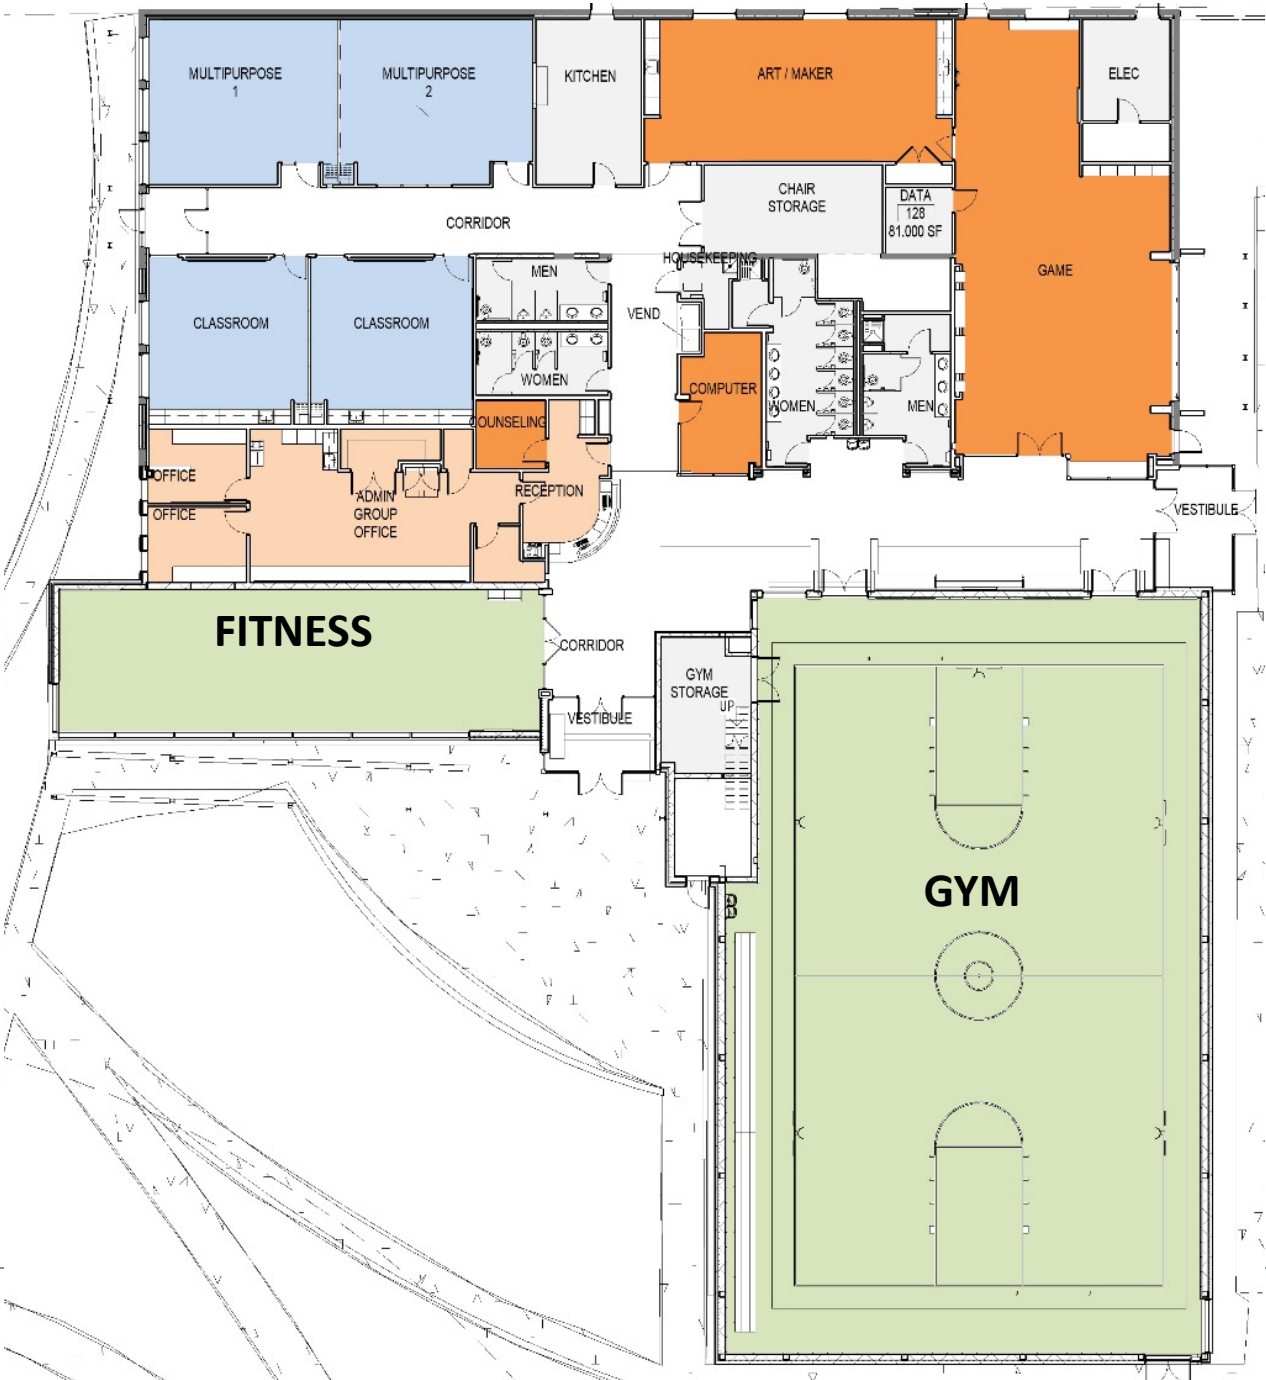 MULTIPURPOSE
1
MULTIPURPOSE
2
KITCHEN
ART / MAKER
ELEC
CHAIR
STORAGE
DATA
128
81.000 SF
CORRIDOR
HOUSEKEEPING
MEN
GAME
CLASSROOM
CLASSROOM
VEND
WOMEN
COMPUTER
WOMEN
MEN
COUNSELING
OFFICE
ADMIN
GROUP
OFFICE
RECEPTION
OFFICE
VESTIBULE
FITNESS
CORRIDOR
GYM
STORAGE
UP
VESTIBULE
GYM